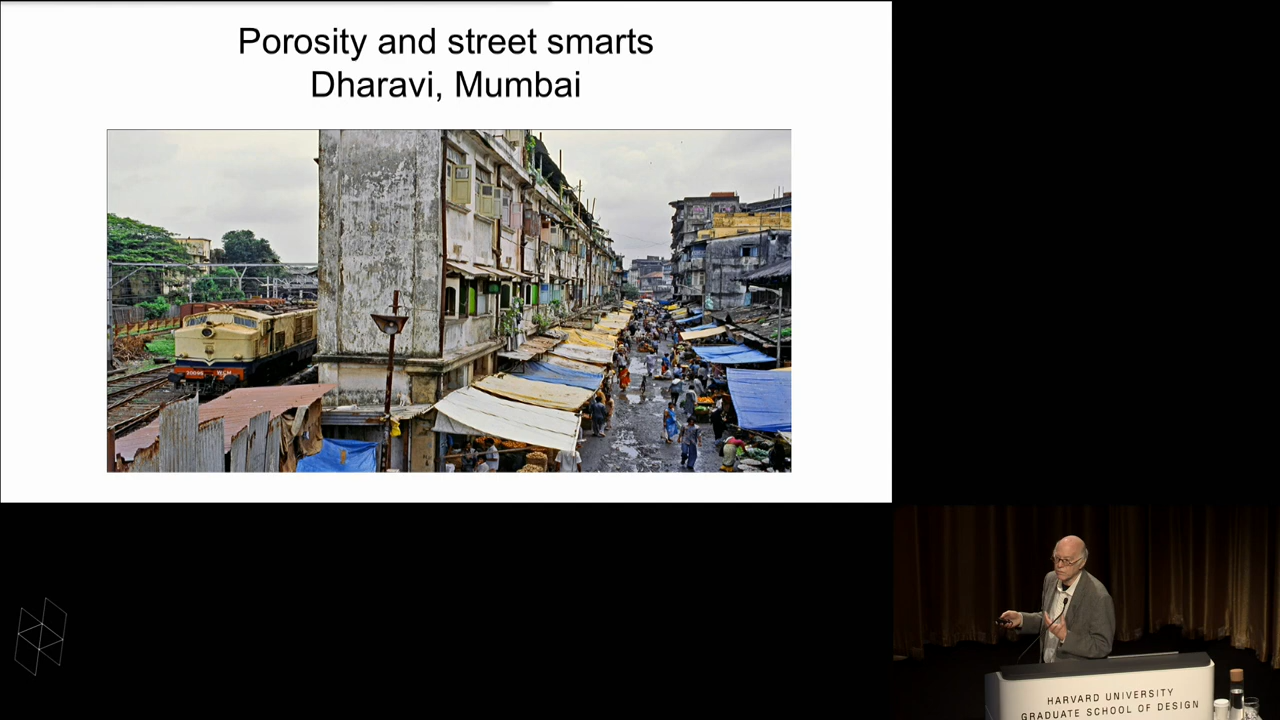 Porosity and street smarts
Dharavi, Mumbai
HARVARD UNIVERSITY
GRADUATE SCHOOL OF DESIGN